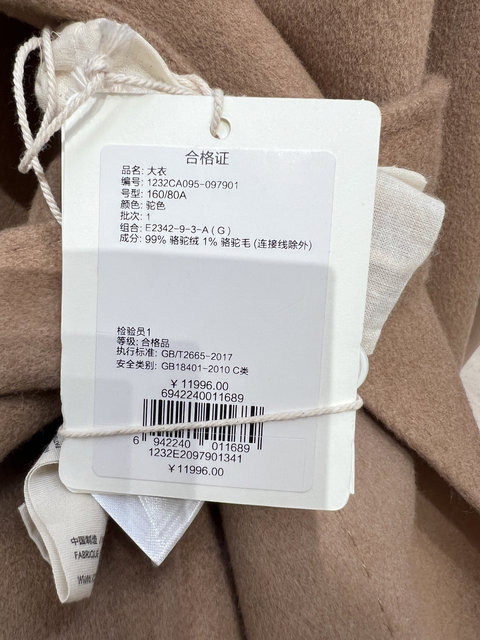 合格证
品名: 大衣
编号: 1232CA095-097901
号型: 160/80A
颜色: 驼色
批次: 1
组合: E2342-9-3-A ( G )
成分: 99% 骆驼绒 1% 骆驼毛 (连接线除外)
检验员1
等级: 合格品
执行标准: GB/T2665-2017
安全类别: GB18401-2010 C类
￥11996.00
6942240011689
6 942240 011689
1232E2097901341
￥11996.00
中国制造
FABRIQUE